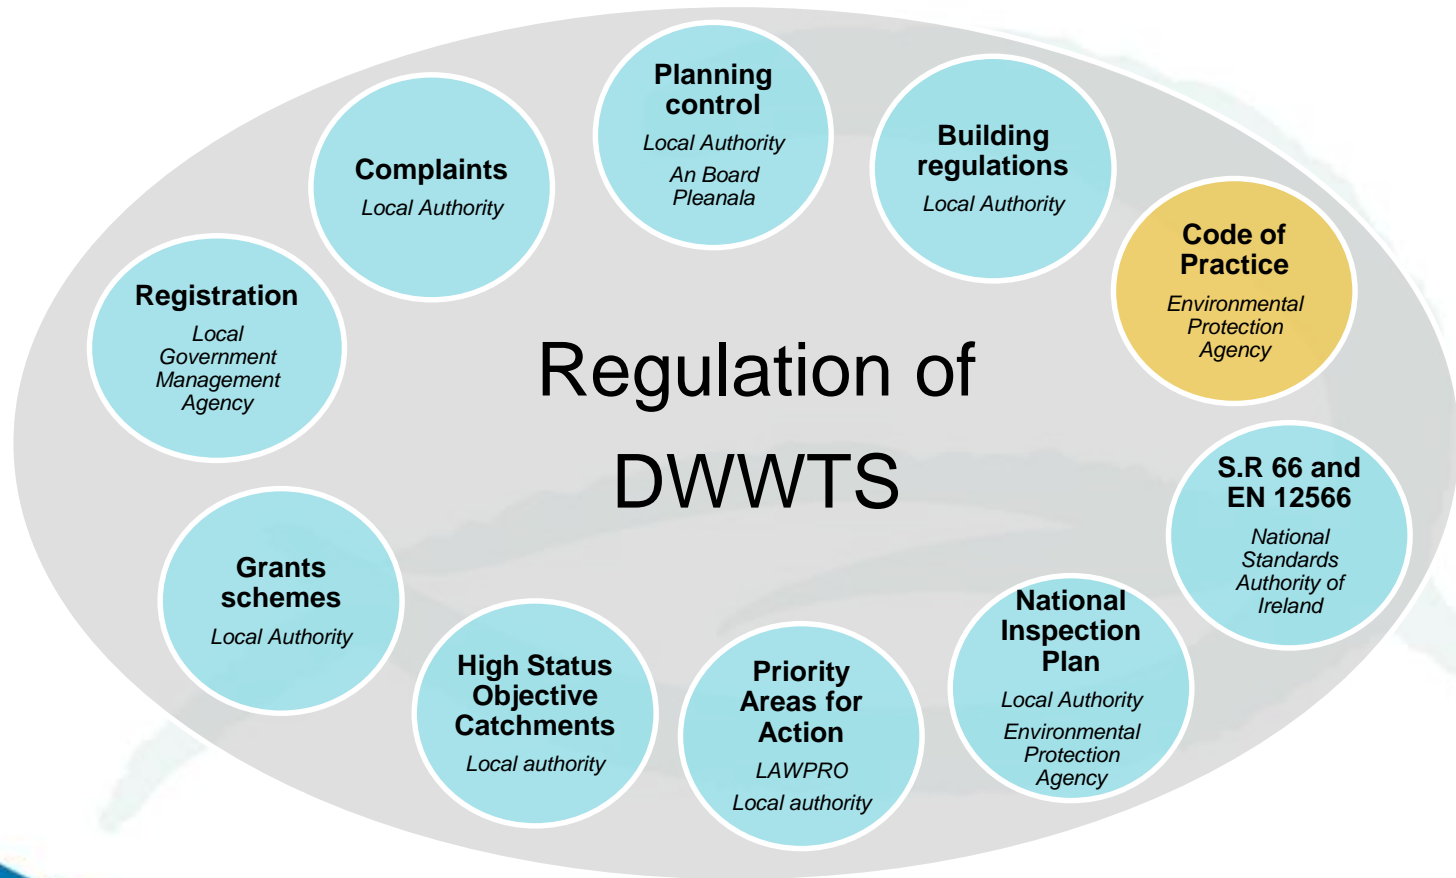 Planning
control
Local Authority
An Board
Pleanala
Building
regulations
Local Authority
Code of
Practice
Environmental
Protection
Agency
S.R 66 and
EN 12566
National
Standards
Authority of
Ireland
National
Inspection
Plan
Local Authority
Environmental
Protection
Agency
Priority
Areas for
Action
LAWPRO
Local authority
High Status
Objective
Catchments
Local authority
Grants
schemes
Local Authority
Registration
Local
Government
Management
Agency
Complaints
Local Authority
Regulation of
DWWTS